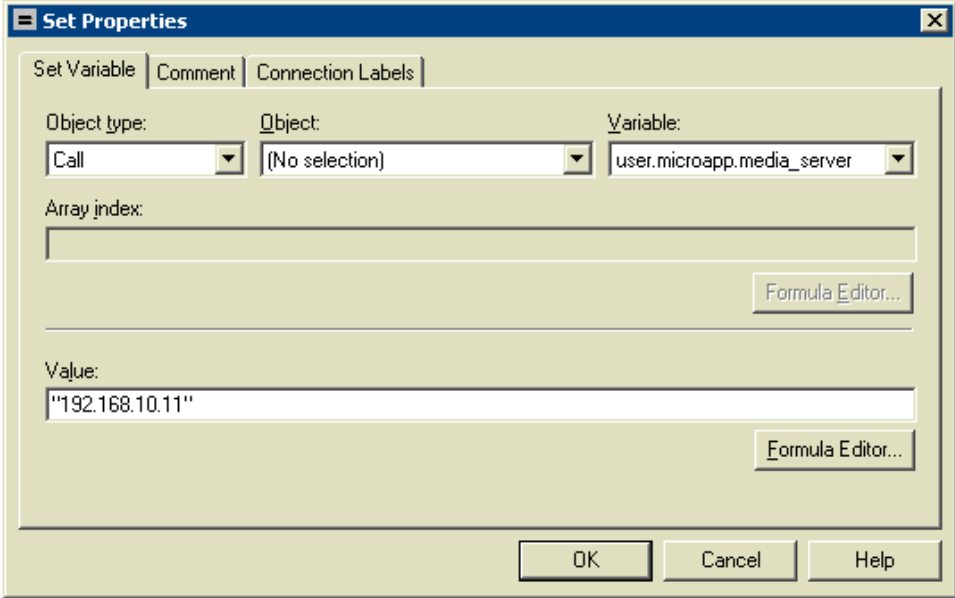 Set Properties
Set Variable Comment Connection Labels
Object type: Object: Variable:
Call (No selection) user.microapp.media_server
Array index:
Formula Editor...
Value:
"192.168.10.11"
Formula Editor...
OK Cancel Help